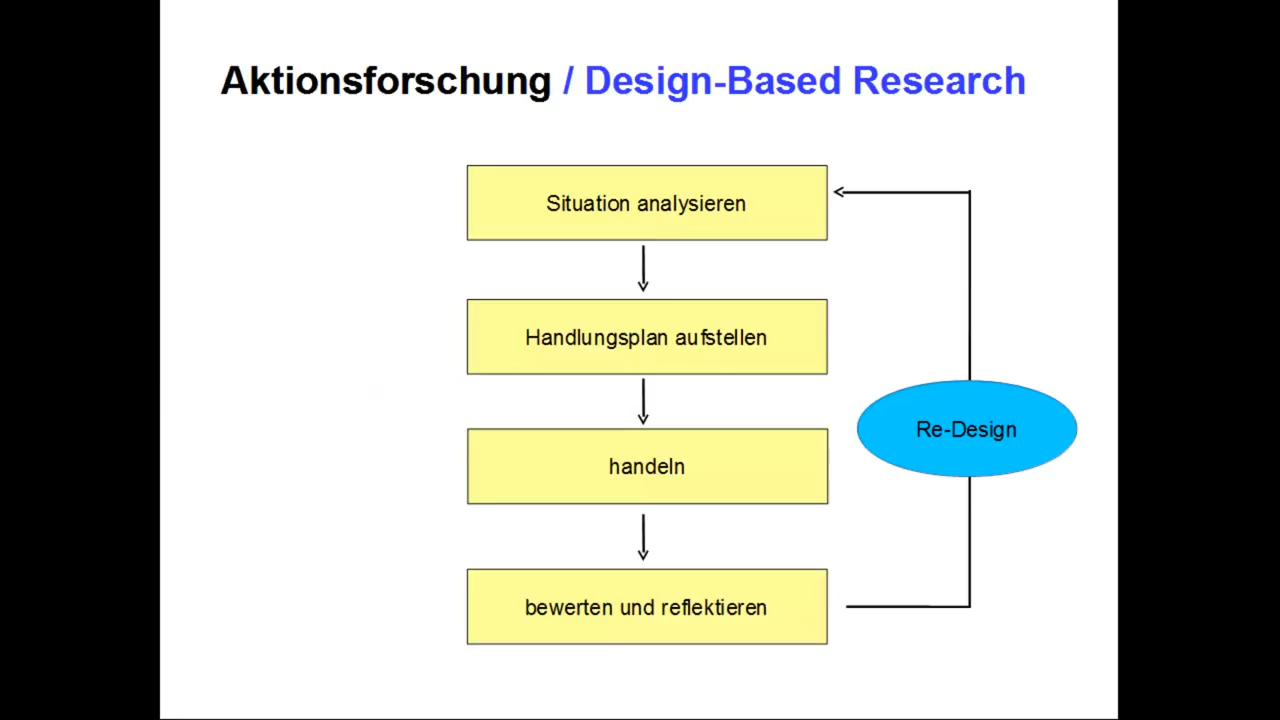 Aktionsforschung / Design-Based Research
Situation analysieren
Handlungsplan aufstellen
handeln
Re-Design
bewerten und reflektieren